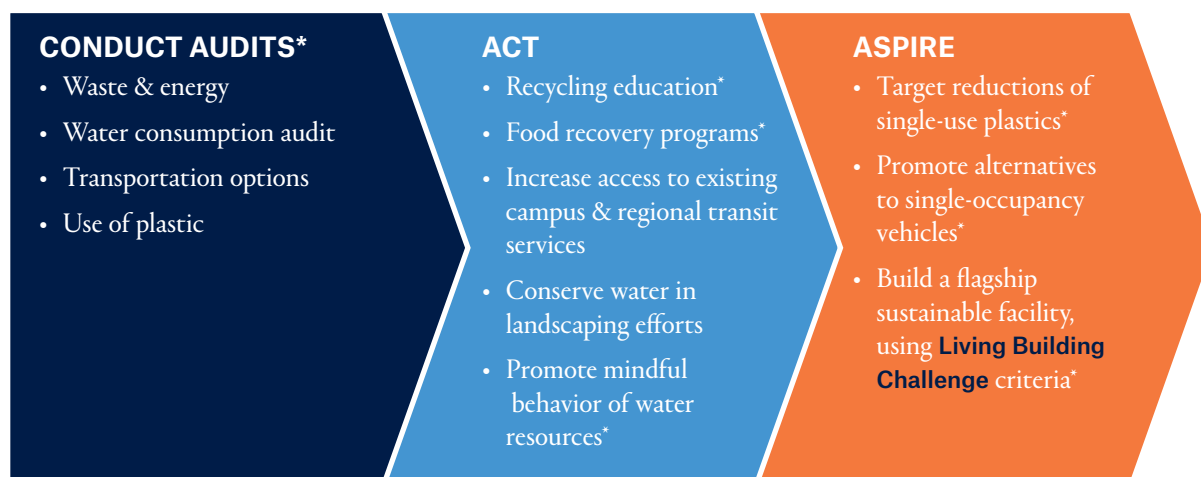 CONDUCT AUDITS*
• Waste & energy
• Water consumption audit
• Transportation options
• Use of plastic
ACT
• Recycling education*
• Food recovery programs*
• Increase access to existing
campus & regional transit
services
• Conserve water in
landscaping efforts
• Promote mindful
behavior of water
resources*
ASPIRE
• Target reductions of
single-use plastics*
• Promote alternatives
to single-occupancy
vehicles*
• Build a flagship
sustainable facility,
using Living Building
Challenge criteria*